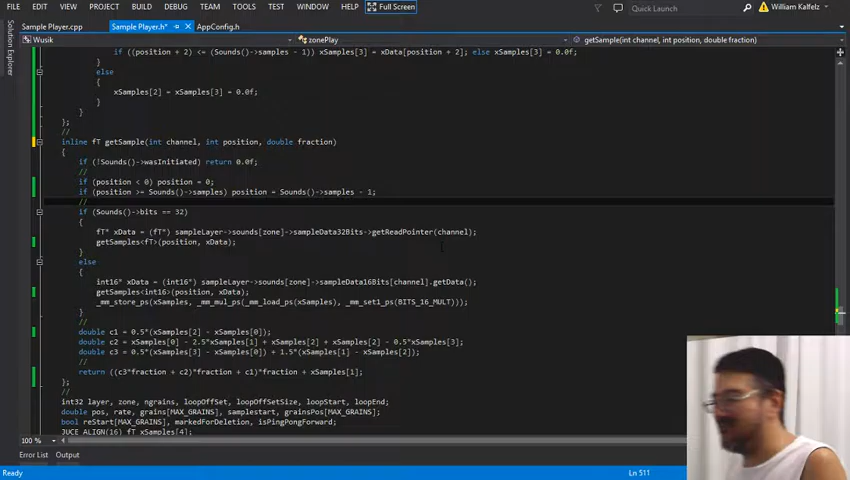 FILE EDIT VIEW PROJECT BUILD DEBUG TEAM TOOLS TEST WINDOW HELP Full Screen Quick Launch William Kalfelz
Sample Player.cpp Sample Player.h* AppConfig.h
Wusik zonePlay getSample(int channel, int position, double fraction)
Solution Explorer
if ((position + 2) <= (Sounds()->samples - 1)) xSamples[3] = xData[position + 2]; else xSamples[3] = 0.0f;
}
else
{
xSamples[2] = xSamples[3] = 0.0f;
}
}
};
//
inline fT getSample(int channel, int position, double fraction)
{
if (!Sounds()->wasInitiated) return 0.0f;
//
if (position < 0) position = 0;
if (position >= Sounds()->samples) position = Sounds()->samples - 1;
//
if (Sounds()->bits == 32)
{
fT* xData = (fT*) sampleLayer->sounds[zone]->sampleData32Bits->getReadPointer(channel);
getSamples<fT>(position, xData);
}
else
{
int16* xData = (int16*) sampleLayer->sounds[zone]->sampleData16Bits[channel].getData();
getSamples<int16>(position, xData);
_mm_store_ps(xSamples, _mm_mul_ps(_mm_load_ps(xSamples), _mm_set1_ps(BITS_16_MULT)));
}
//
double c1 = 0.5*(xSamples[2] - xSamples[0]);
double c2 = xSamples[0] - 2.5*xSamples[1] + xSamples[2] + xSamples[2] - 0.5*xSamples[3];
double c3 = 0.5*(xSamples[3] - xSamples[0]) + 1.5*(xSamples[1] - xSamples[2]);
//
return ((c3*fraction + c2)*fraction + c1)*fraction + xSamples[1];
};
//
int32 layer, zone, ngrains, loopOffSet, loopOffSetSize, loopStart, loopEnd;
double pos, rate, grains[MAX_GRAINS], samplestart, grainsPos[MAX_GRAINS];
bool reStart[MAX_GRAINS], markedForDeletion, isPingPongForward;
JUCE_ALIGN(16) fT xSamples[4];
100 %
Error List Output
Ready Ln 511